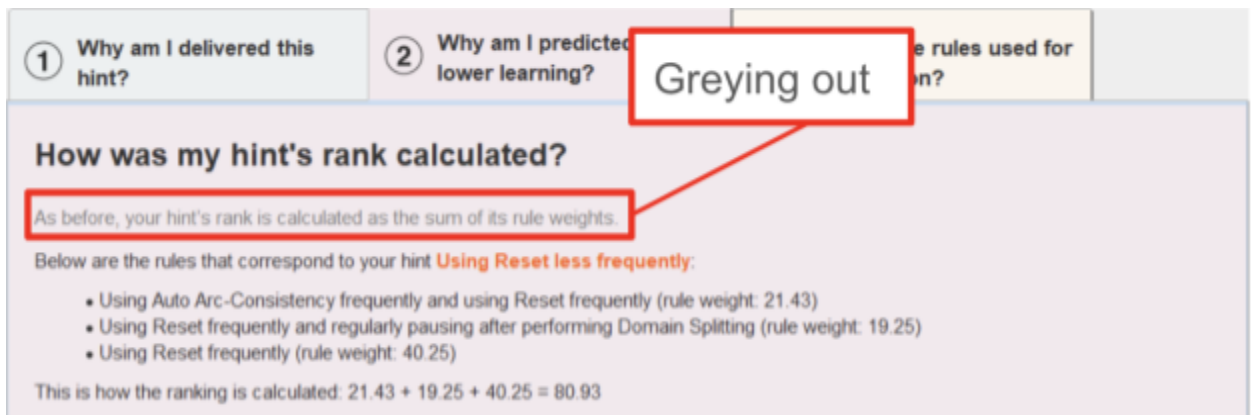 1 Why am I delivered this
hint?
2 Why am I predicted
lower learning?
Greying out
rules used for
How was my hint's rank calculated?
As before, your hint's rank is calculated as the sum of its rule weights.
Below are the rules that correspond to your hint Using Reset less frequently:
• Using Auto Arc-Consistency frequently and using Reset frequently (rule weight: 21.43)
• Using Reset frequently and regularly pausing after performing Domain Splitting (rule weight: 19.25)
• Using Reset frequently (rule weight: 40.25)
This is how the ranking is calculated: 21.43 + 19.25 + 40.25 = 80.93